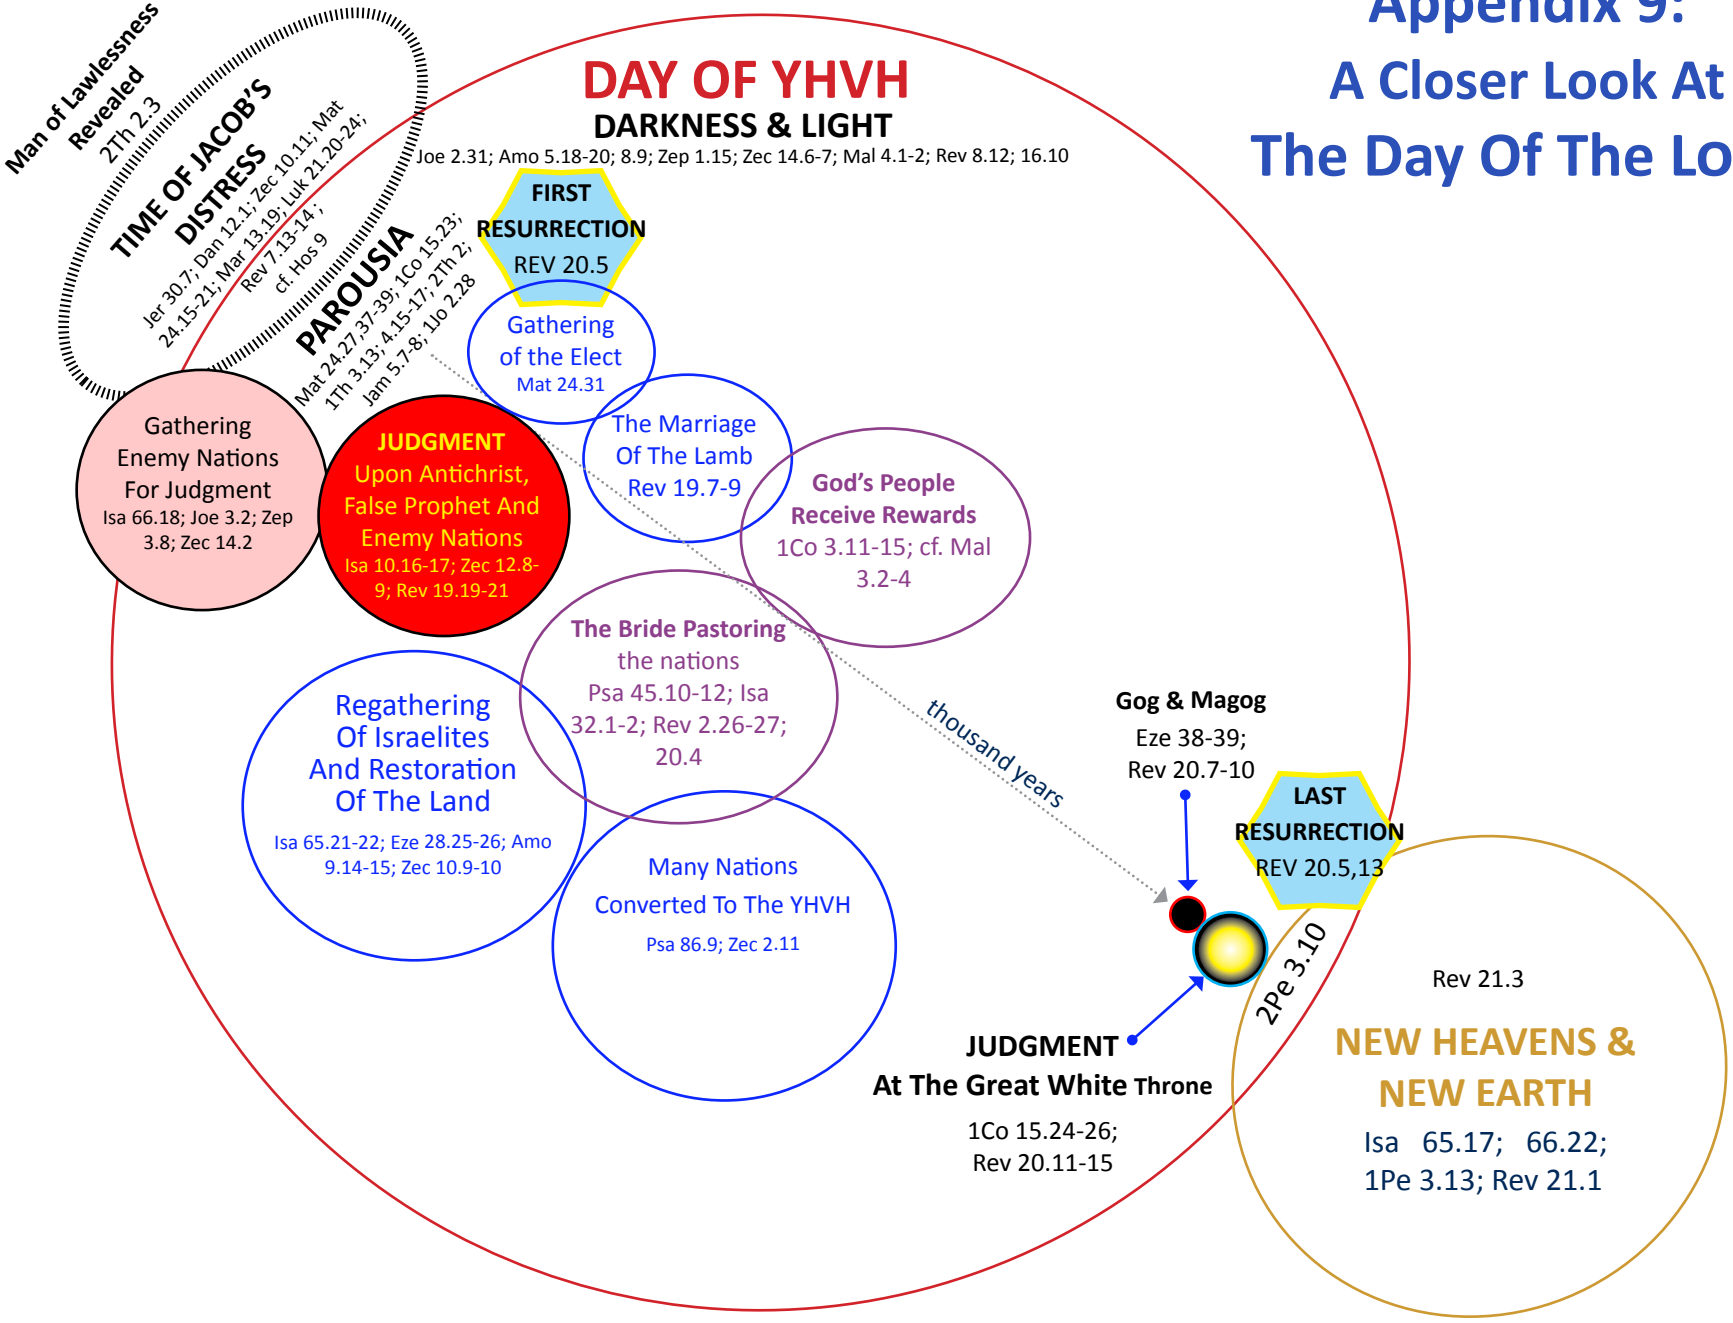 Appendix 9:
A Closer Look At
The Day Of The Lo
Man of Lawlessness
Revealed
2Th 2.3
TIME OF JACOB'S
DISTRESS
Jer 30.7; Dan 12.1; Zec 10.11; Mat
24.15-21; Mar 13.19; Luk 21.20-24;
Rev 7.13-14 ;
cf. Hos 9
DAY OF YHVH
DARKNESS & LIGHT
Joe 2.31; Amo 5.18-20; 8.9; Zep 1.15; Zec 14.6-7; Mal 4.1-2; Rev 8.12; 16.10
PAROUSIA
Mat 24.27,37-39; 1Co 15.23;
1Th 3.13; 4.15-17; 2Th 2;
Jam 5.7-8; 1Jo 2.28
FIRST
RESURRECTION
REV 20.5
Gathering
of the Elect
Mat 24.31
The Marriage
Of The Lamb
Rev 19.7-9
God's People
Receive Rewards
1Co 3.11-15; cf. Mal
3.2-4
Gathering
Enemy Nations
For Judgment
Isa 66.18; Joe 3.2; Zep
3.8; Zec 14.2
JUDGMENT
Upon Antichrist,
False Prophet And
Enemy Nations
Isa 10.16-17; Zec 12.8-
9; Rev 19.19-21
The Bride Pastoring
the nations
Psa 45.10-12; Isa
32.1-2; Rev 2.26-27;
20.4
Regathering
Of Israelites
And Restoration
Of The Land
Isa 65.21-22; Eze 28.25-26; Amo
9.14-15; Zec 10.9-10
Many Nations
Converted To The YHVH
Psa 86.9; Zec 2.11
thousand years
Gog & Magog
Eze 38-39;
Rev 20.7-10
LAST
RESURRECTION
REV 20.5,13
2Pe 3.10
JUDGMENT
At The Great White Throne
1Co 15.24-26;
Rev 20.11-15
Rev 21.3
NEW HEAVENS &
NEW EARTH
Isa 65.17; 66.22;
1Pe 3.13; Rev 21.1